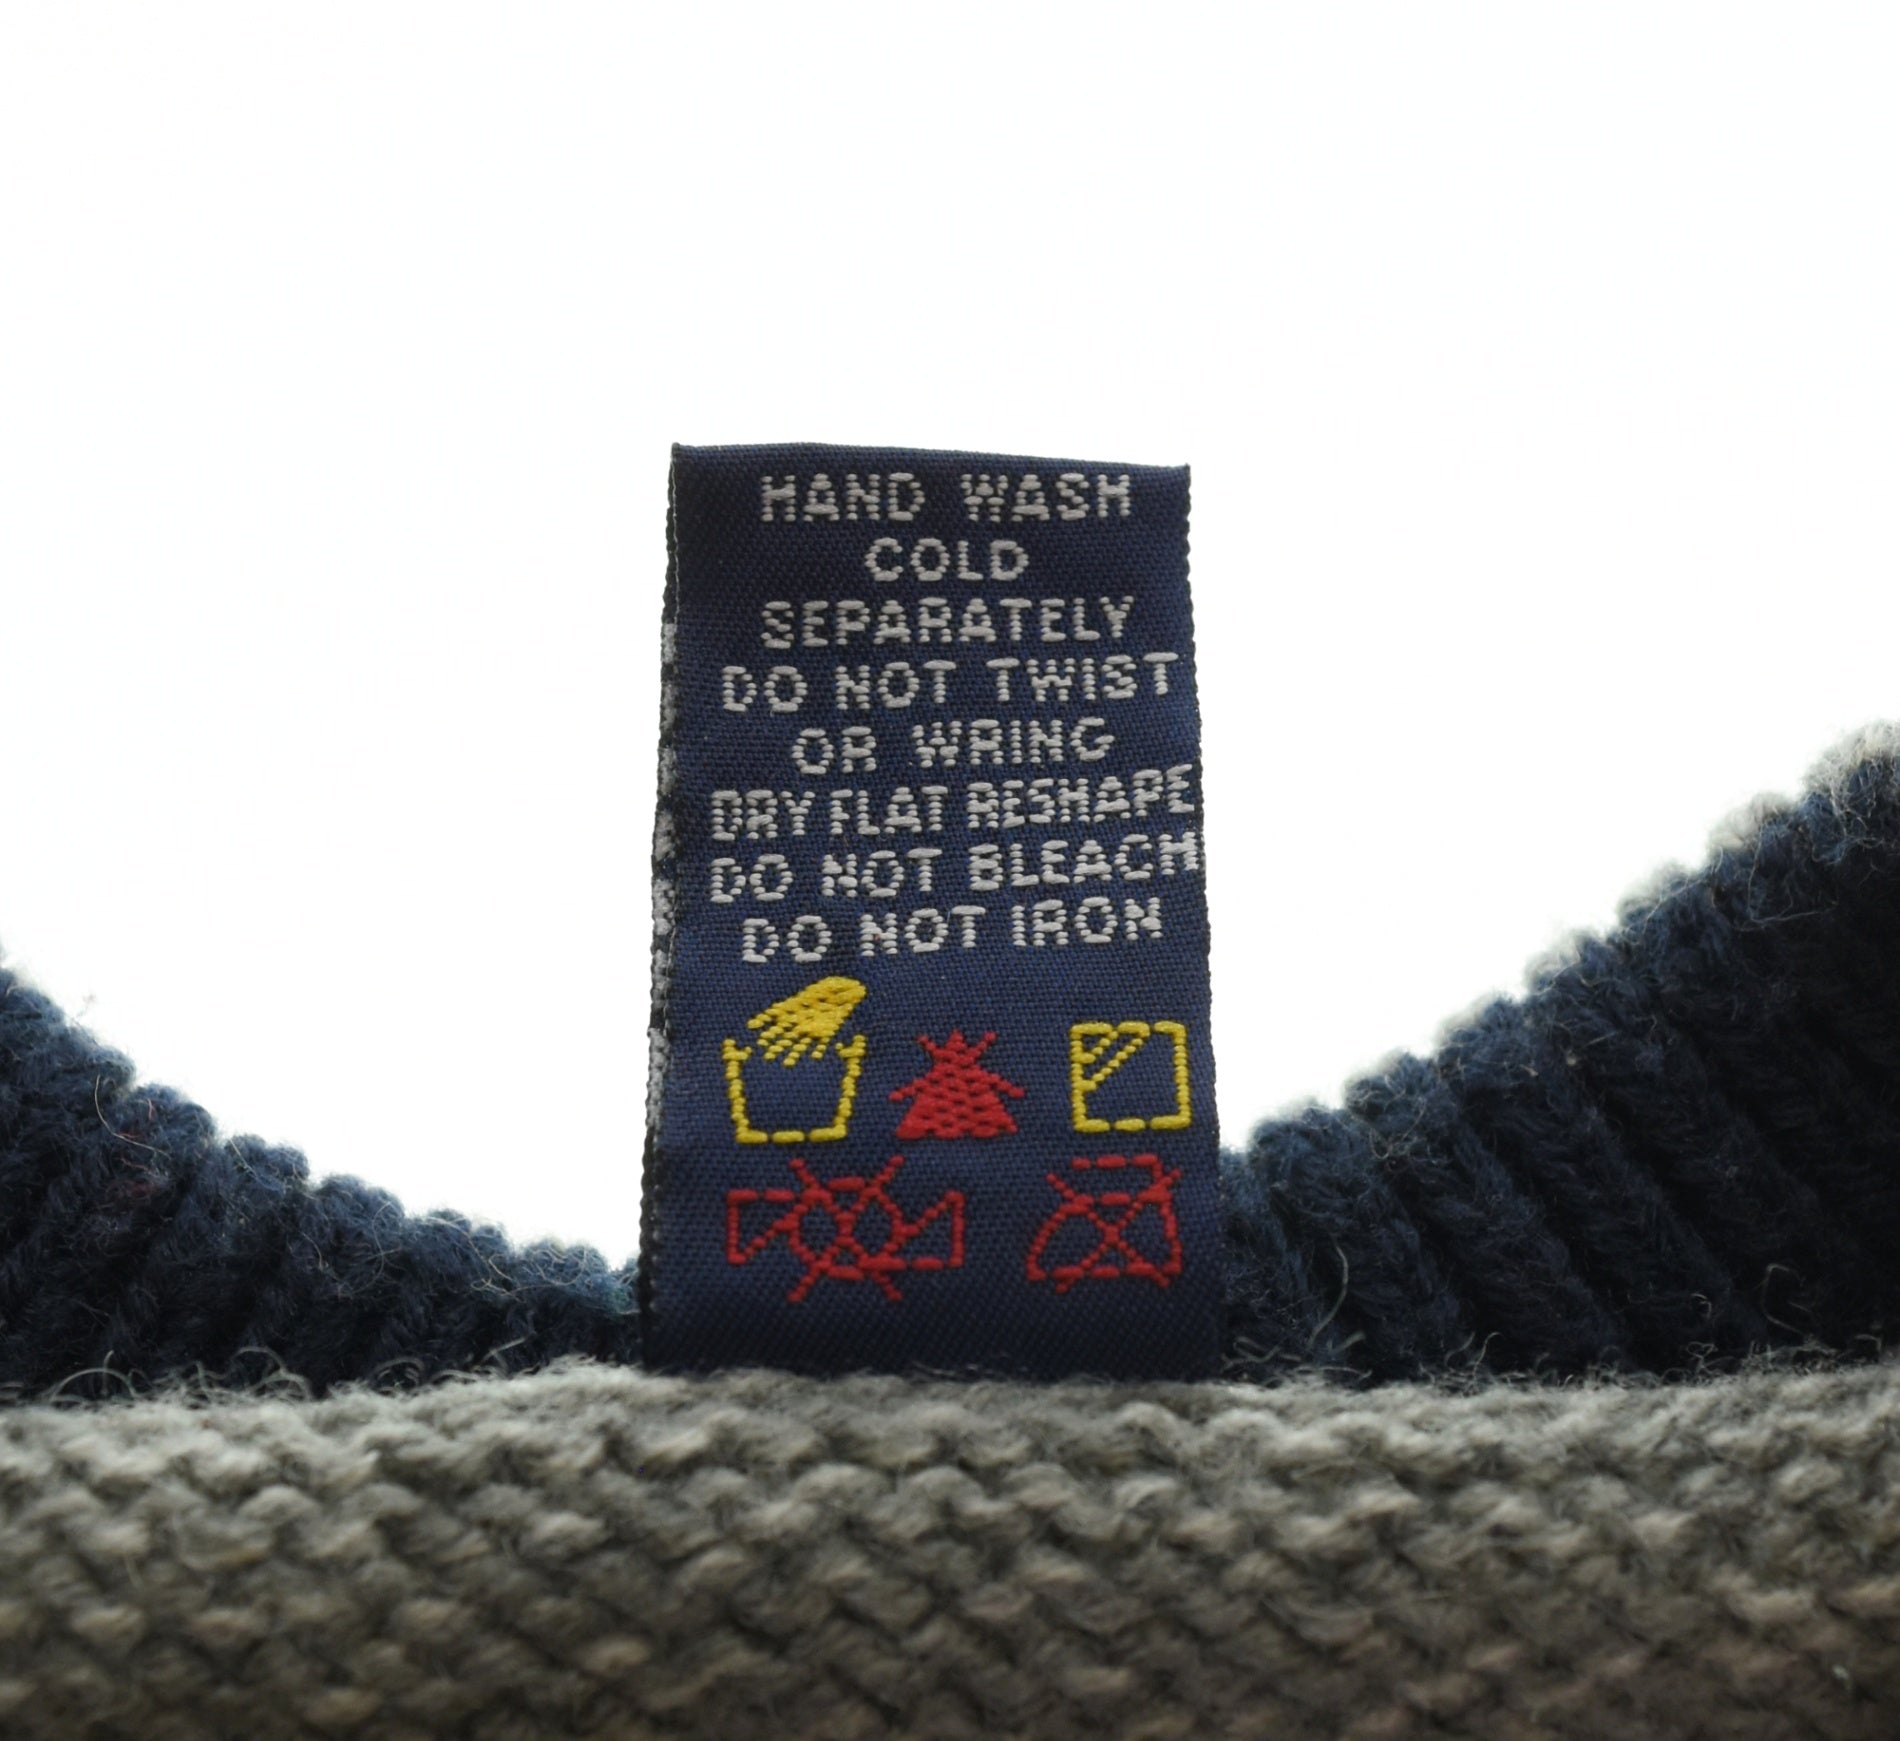 HAND WASH
COLD
SEPARATELY
DO NOT TWIST
OR WRING
DRY FLAT RESHAPE
DO NOT BLEACH
DO NOT IRON